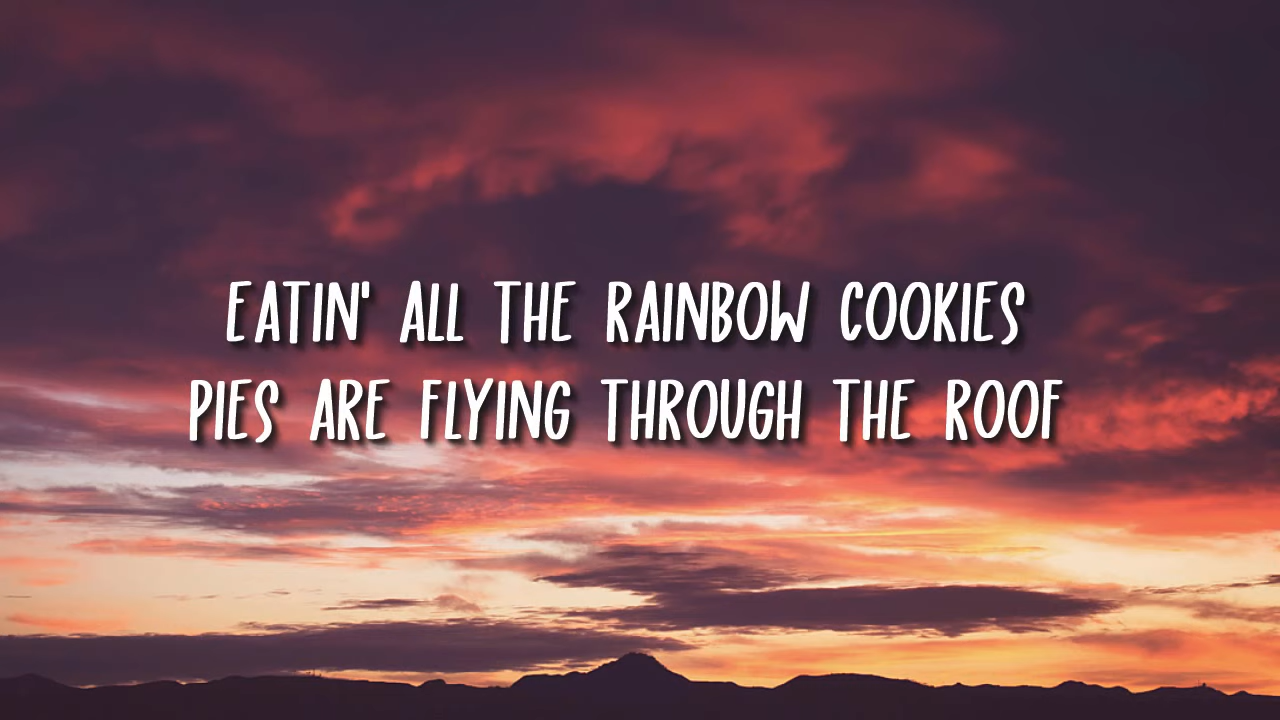 EATIN' ALL THE RAINBOW COOKIES
PIES ARE FLYING THROUGH THE ROOF